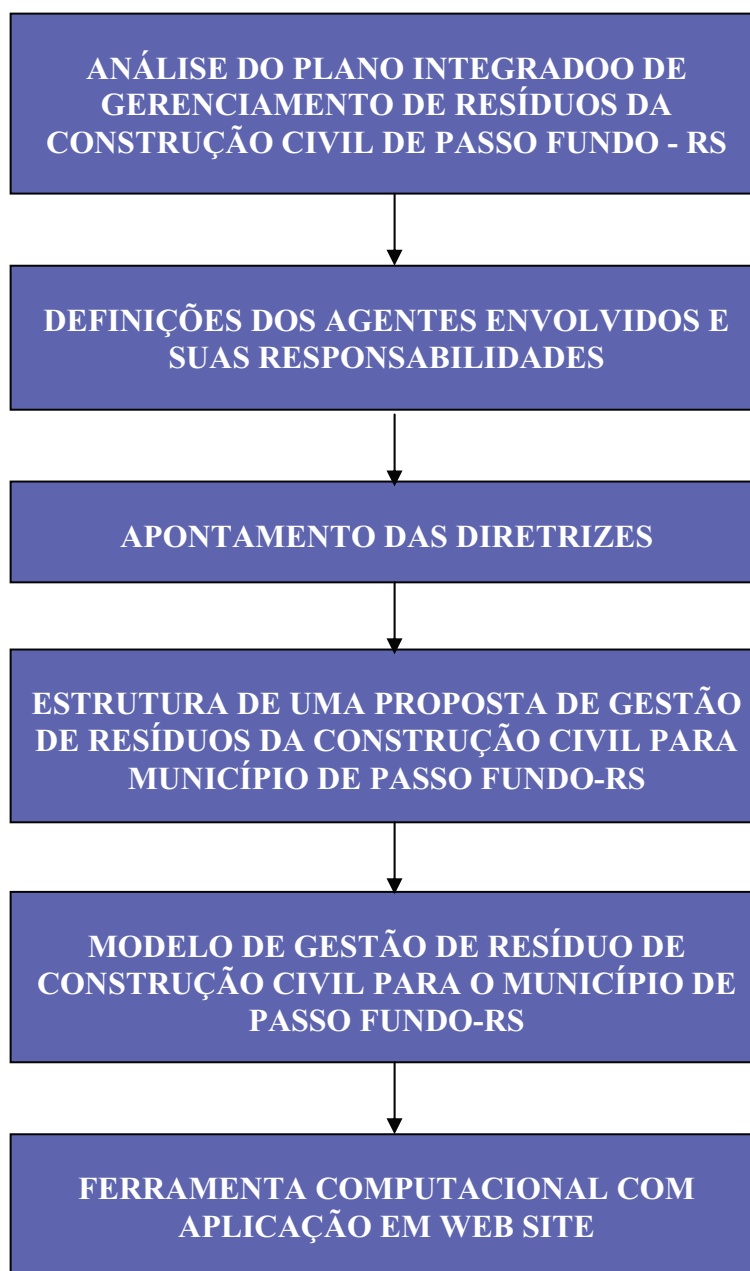 ANÁLISE DO PLANO INTEGRADOO DE
GERENCIAMENTO DE RESÍDUOS DA
CONSTRUÇÃO CIVIL DE PASSO FUNDO - RS
DEFINIÇÕES DOS AGENTES ENVOLVIDOS E
SUAS RESPONSABILIDADES
APONTAMENTO DAS DIRETRIZES
ESTRUTURA DE UMA PROPOSTA DE GESTÃO
DE RESÍDUOS DA CONSTRUÇÃO CIVIL PARA
MUNICÍPIO DE PASSO FUNDO-RS
MODELO DE GESTÃO DE RESÍDUO DE
CONSTRUÇÃO CIVIL PARA O MUNICÍPIO DE
PASSO FUNDO-RS
FERRAMENTA COMPUTACIONAL COM
APLICAÇÃO EM WEB SITE